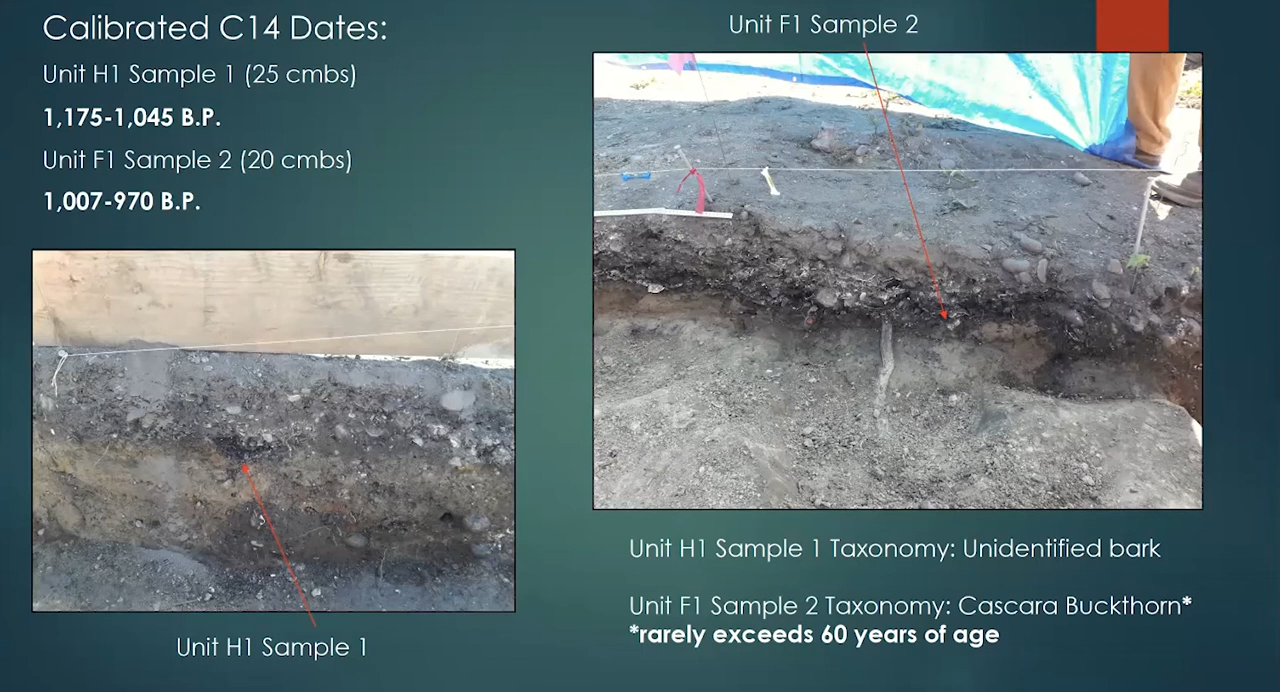 Calibrated C14 Dates:
Unit H1 Sample 1 (25 cmbs)
1,175-1,045 B.P.
Unit F1 Sample 2 (20 cmbs)
1,007-970 B.P.
Unit H1 Sample 1
Unit F1 Sample 2
Unit H1 Sample 1 Taxonomy: Unidentified bark
Unit F1 Sample 2 Taxonomy: Cascara Buckthorn*
*rarely exceeds 60 years of age